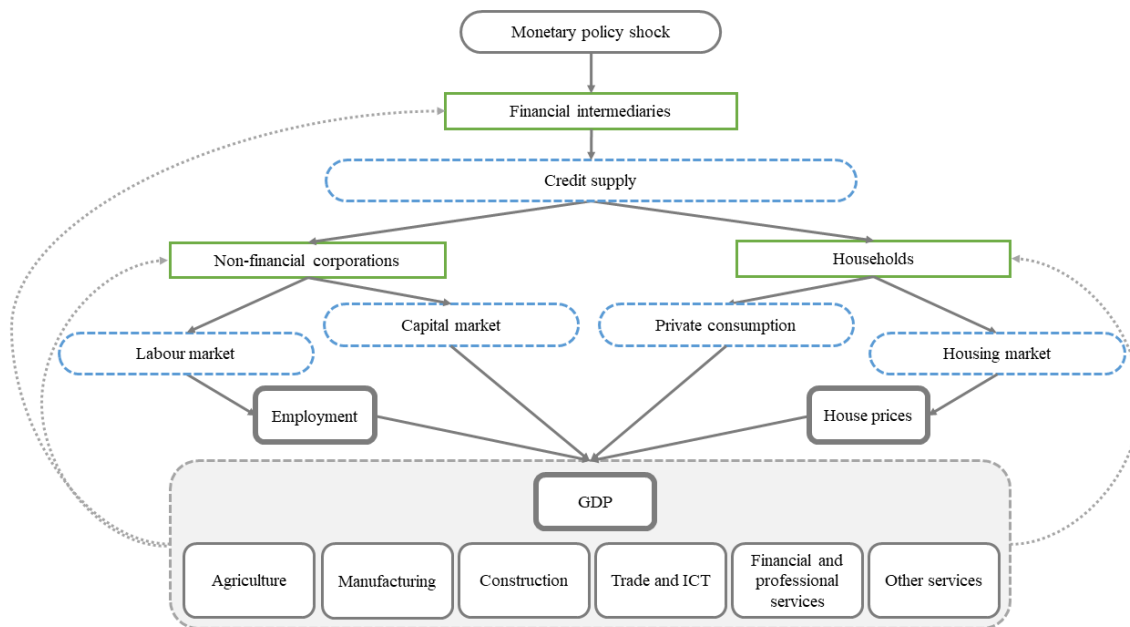 Monetary policy shock
Financial intermediaries
Credit supply
Non-financial corporations
Households
Capital market
Private consumption
Labour market
Housing market
Employment
House prices
GDP
Agriculture
Manufacturing
Construction
Trade and ICT
Financial and
professional
services
Other services